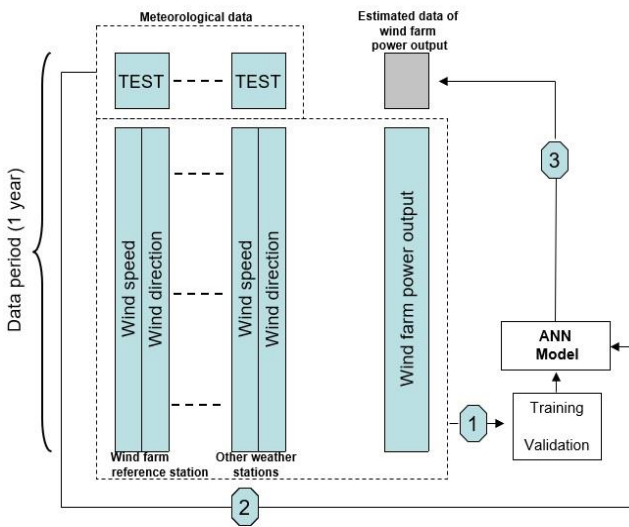 Meteorological data
Estimated data of
wind farm
power output
TEST
TEST
Data period (1 year)
Wind speed
Wind direction
Wind speed
Wind direction
Wind farm power output
3
ANN
Model
1
Training
Validation
Wind farm
reference station
Other weather
stations
2